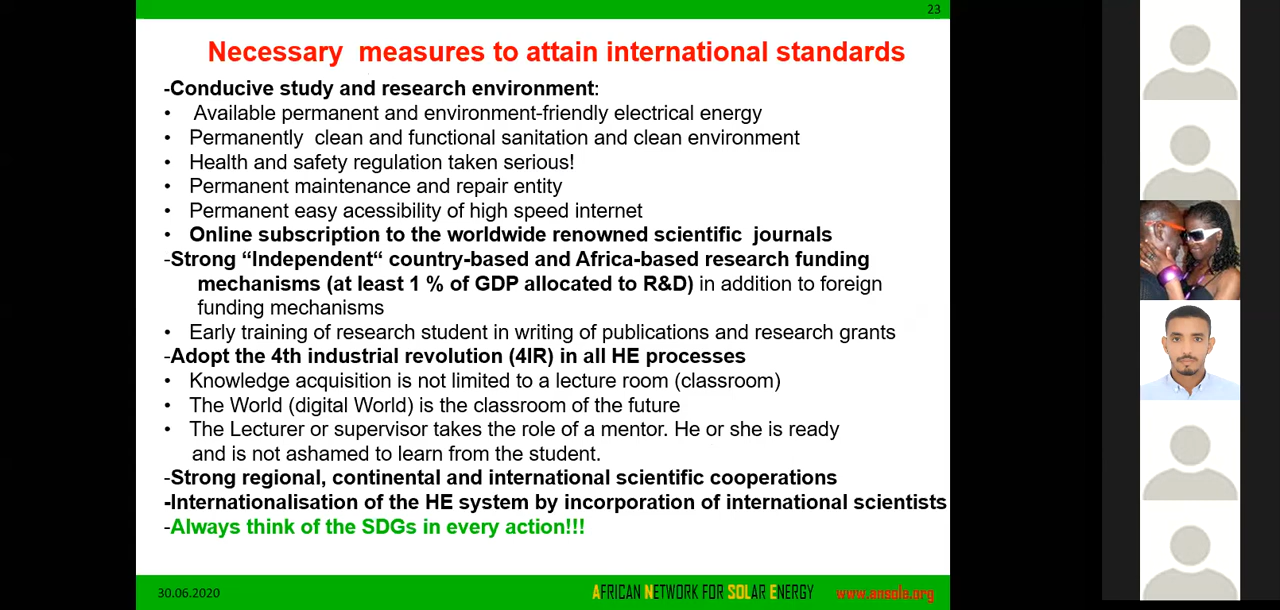 23
Necessary measures to attain international standards
-Conducive study and research environment:
• Available permanent and environment-friendly electrical energy
• Permanently clean and functional sanitation and clean environment
• Health and safety regulation taken serious!
• Permanent maintenance and repair entity
• Permanent easy acessibility of high speed internet
• Online subscription to the worldwide renowned scientific journals
-Strong “Independent“ country-based and Africa-based research funding
mechanisms (at least 1 % of GDP allocated to R&D) in addition to foreign
funding mechanisms
• Early training of research student in writing of publications and research grants
-Adopt the 4th industrial revolution (4IR) in all HE processes
• Knowledge acquisition is not limited to a lecture room (classroom)
• The World (digital World) is the classroom of the future
• The Lecturer or supervisor takes the role of a mentor. He or she is ready
and is not ashamed to learn from the student.
-Strong regional, continental and international scientific cooperations
-Internationalisation of the HE system by incorporation of international scientists
-Always think of the SDGs in every action!!!
30.06.2020
AFRICAN NETWORK FOR SOLAR ENERGY
www.ansole.org